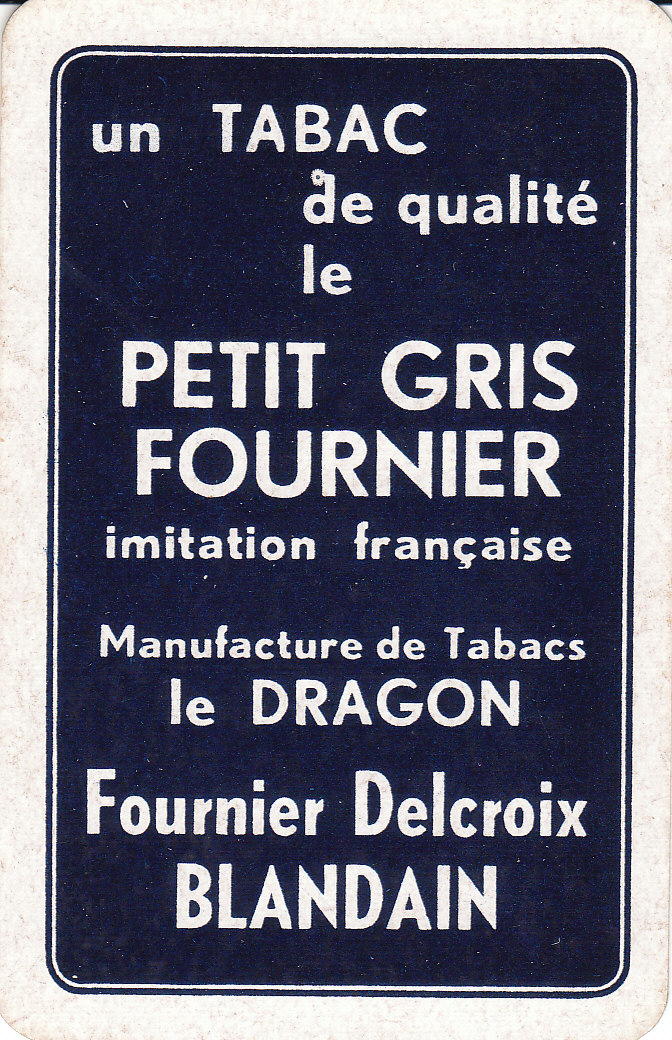 un TABAC
de qualité
le
PETIT GRIS
FOURNIER
imitation française
Manufacture de Tabacs
le DRAGON
Fournier Delcroix
BLANDAIN